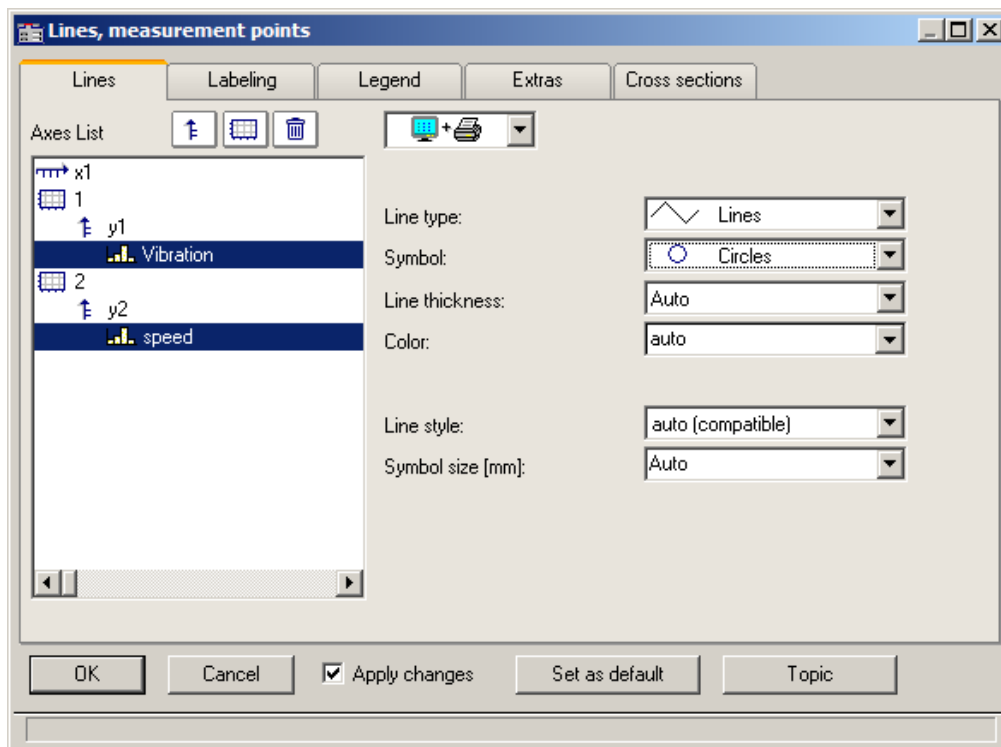 Lines, measurement points
Lines
Labeling
Legend
Extras
Cross sections
Axes List
x1
1
y1
Vibration
2
y2
speed
Line type:
Lines
Symbol:
Circles
Line thickness:
Auto
Color:
auto
Line style:
auto (compatible)
Symbol size [mm]:
Auto
OK
Cancel
Apply changes
Set as default
Topic